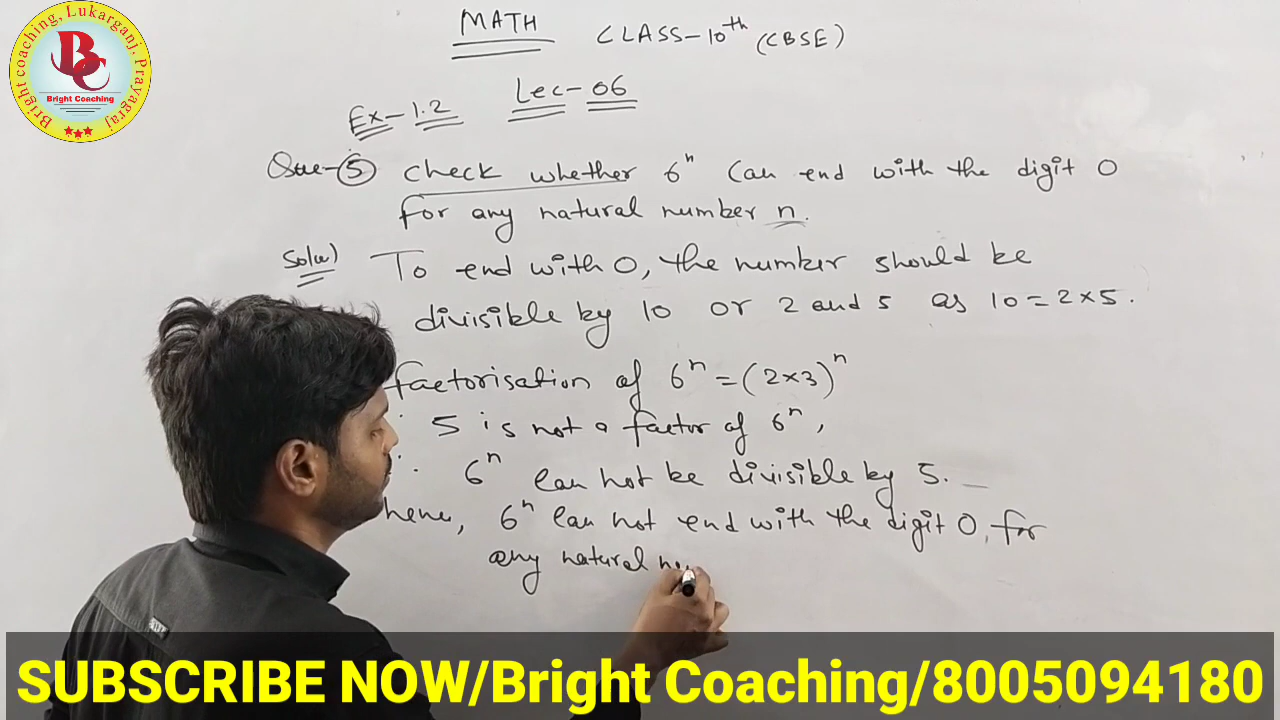 Bright coaching, Lukarganj, Prayagraj
BC
Bright Coaching
MATH CLASS-10th (CBSE)
Lec-06
Ex-1.2
Que-5 check whether 6ⁿ Can end with the digit 0
for any natural number n.
Solu) To end with 0, the number should be
divisible by 10 or 2 and 5 as 10=2×5.
factorisation of 6ⁿ=(2×3)ⁿ
5 is not a factor of 6ⁿ,
6ⁿ Can not be divisible by 5.
hence, 6ⁿ Can not end with the digit 0, for
any natural
SUBSCRIBE NOW/Bright Coaching/8005094180